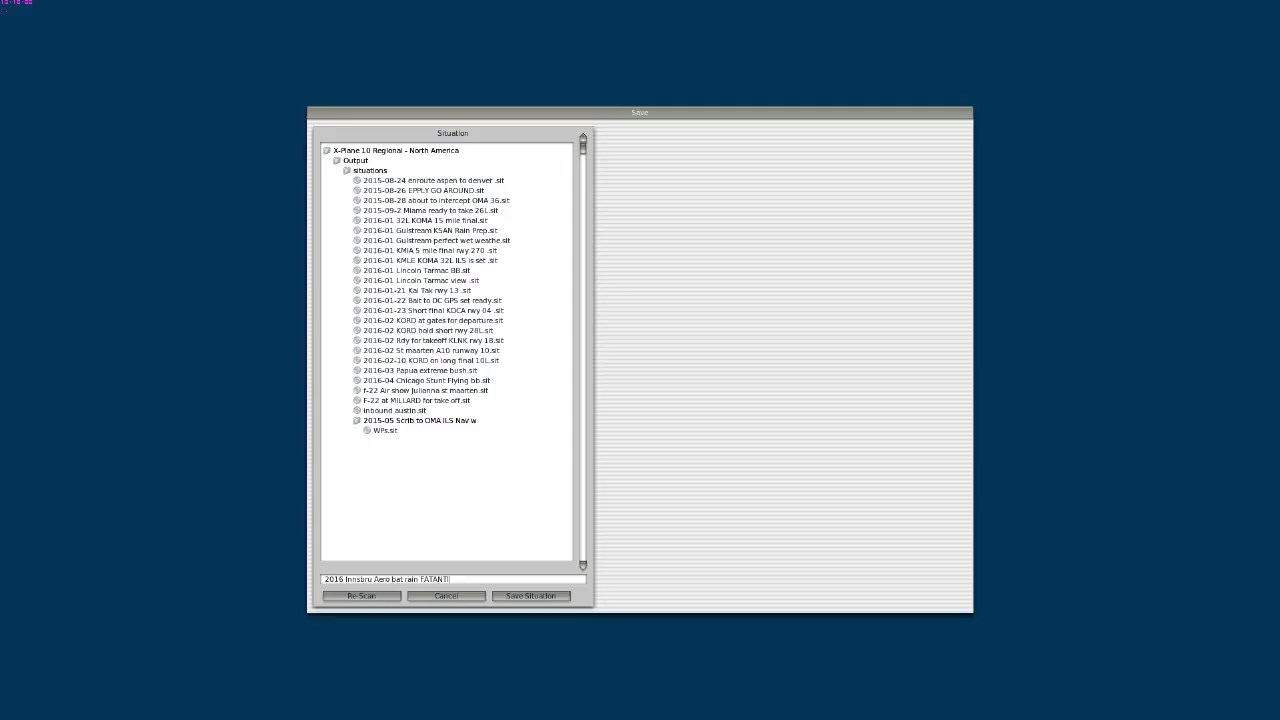 Save
Situation
X-Plane 10 Regional - North America
Output
situations
2015-08-24 enroute aspen to denver .sit
2015-08-26 EPPLY GO AROUND.sit
2015-08-28 about to intercept OMA 36.sit
2015-09-2 Miama ready to take 26L.sit
2016-01 32L KOMA 15 mile final.sit
2016-01 Gulstream KSAN Rain Prep.sit
2016-01 Gulstream perfect wet weathe.sit
2016-01 KMIA 5 mile final rwy 270 .sit
2016-01 KMLE KOMA 32L ILS is set .sit
2016-01 Lincoln Tarmac BB.sit
2016-01 Lincoln Tarmac view .sit
2016-01-21 Kai Tak rwy 13 .sit
2016-01-22 Balt to DC GPS set ready.sit
2016-01-23 Short final KDCA rwy 04 .sit
2016-02 KORD at gates for departure.sit
2016-02 KORD hold short rwy 28L.sit
2016-02 Rdy for takeoff KLNK rwy 18.sit
2016-02 St maarten A10 runway 10.sit
2016-02-10 KORD on long final 10L.sit
2016-03 Papua extreme bush.sit
2016-04 Chicago Stunt Flying bb.sit
f-22 Air show Julianna st maarten.sit
F-22 at MILLARD for take off.sit
inbound austin.sit
2015-05 Scrib to OMA ILS Nav w
WPs.sit
2016 Innsbru Aero bat rain FATANTI
Re-Scan
Cancel
Save Situation